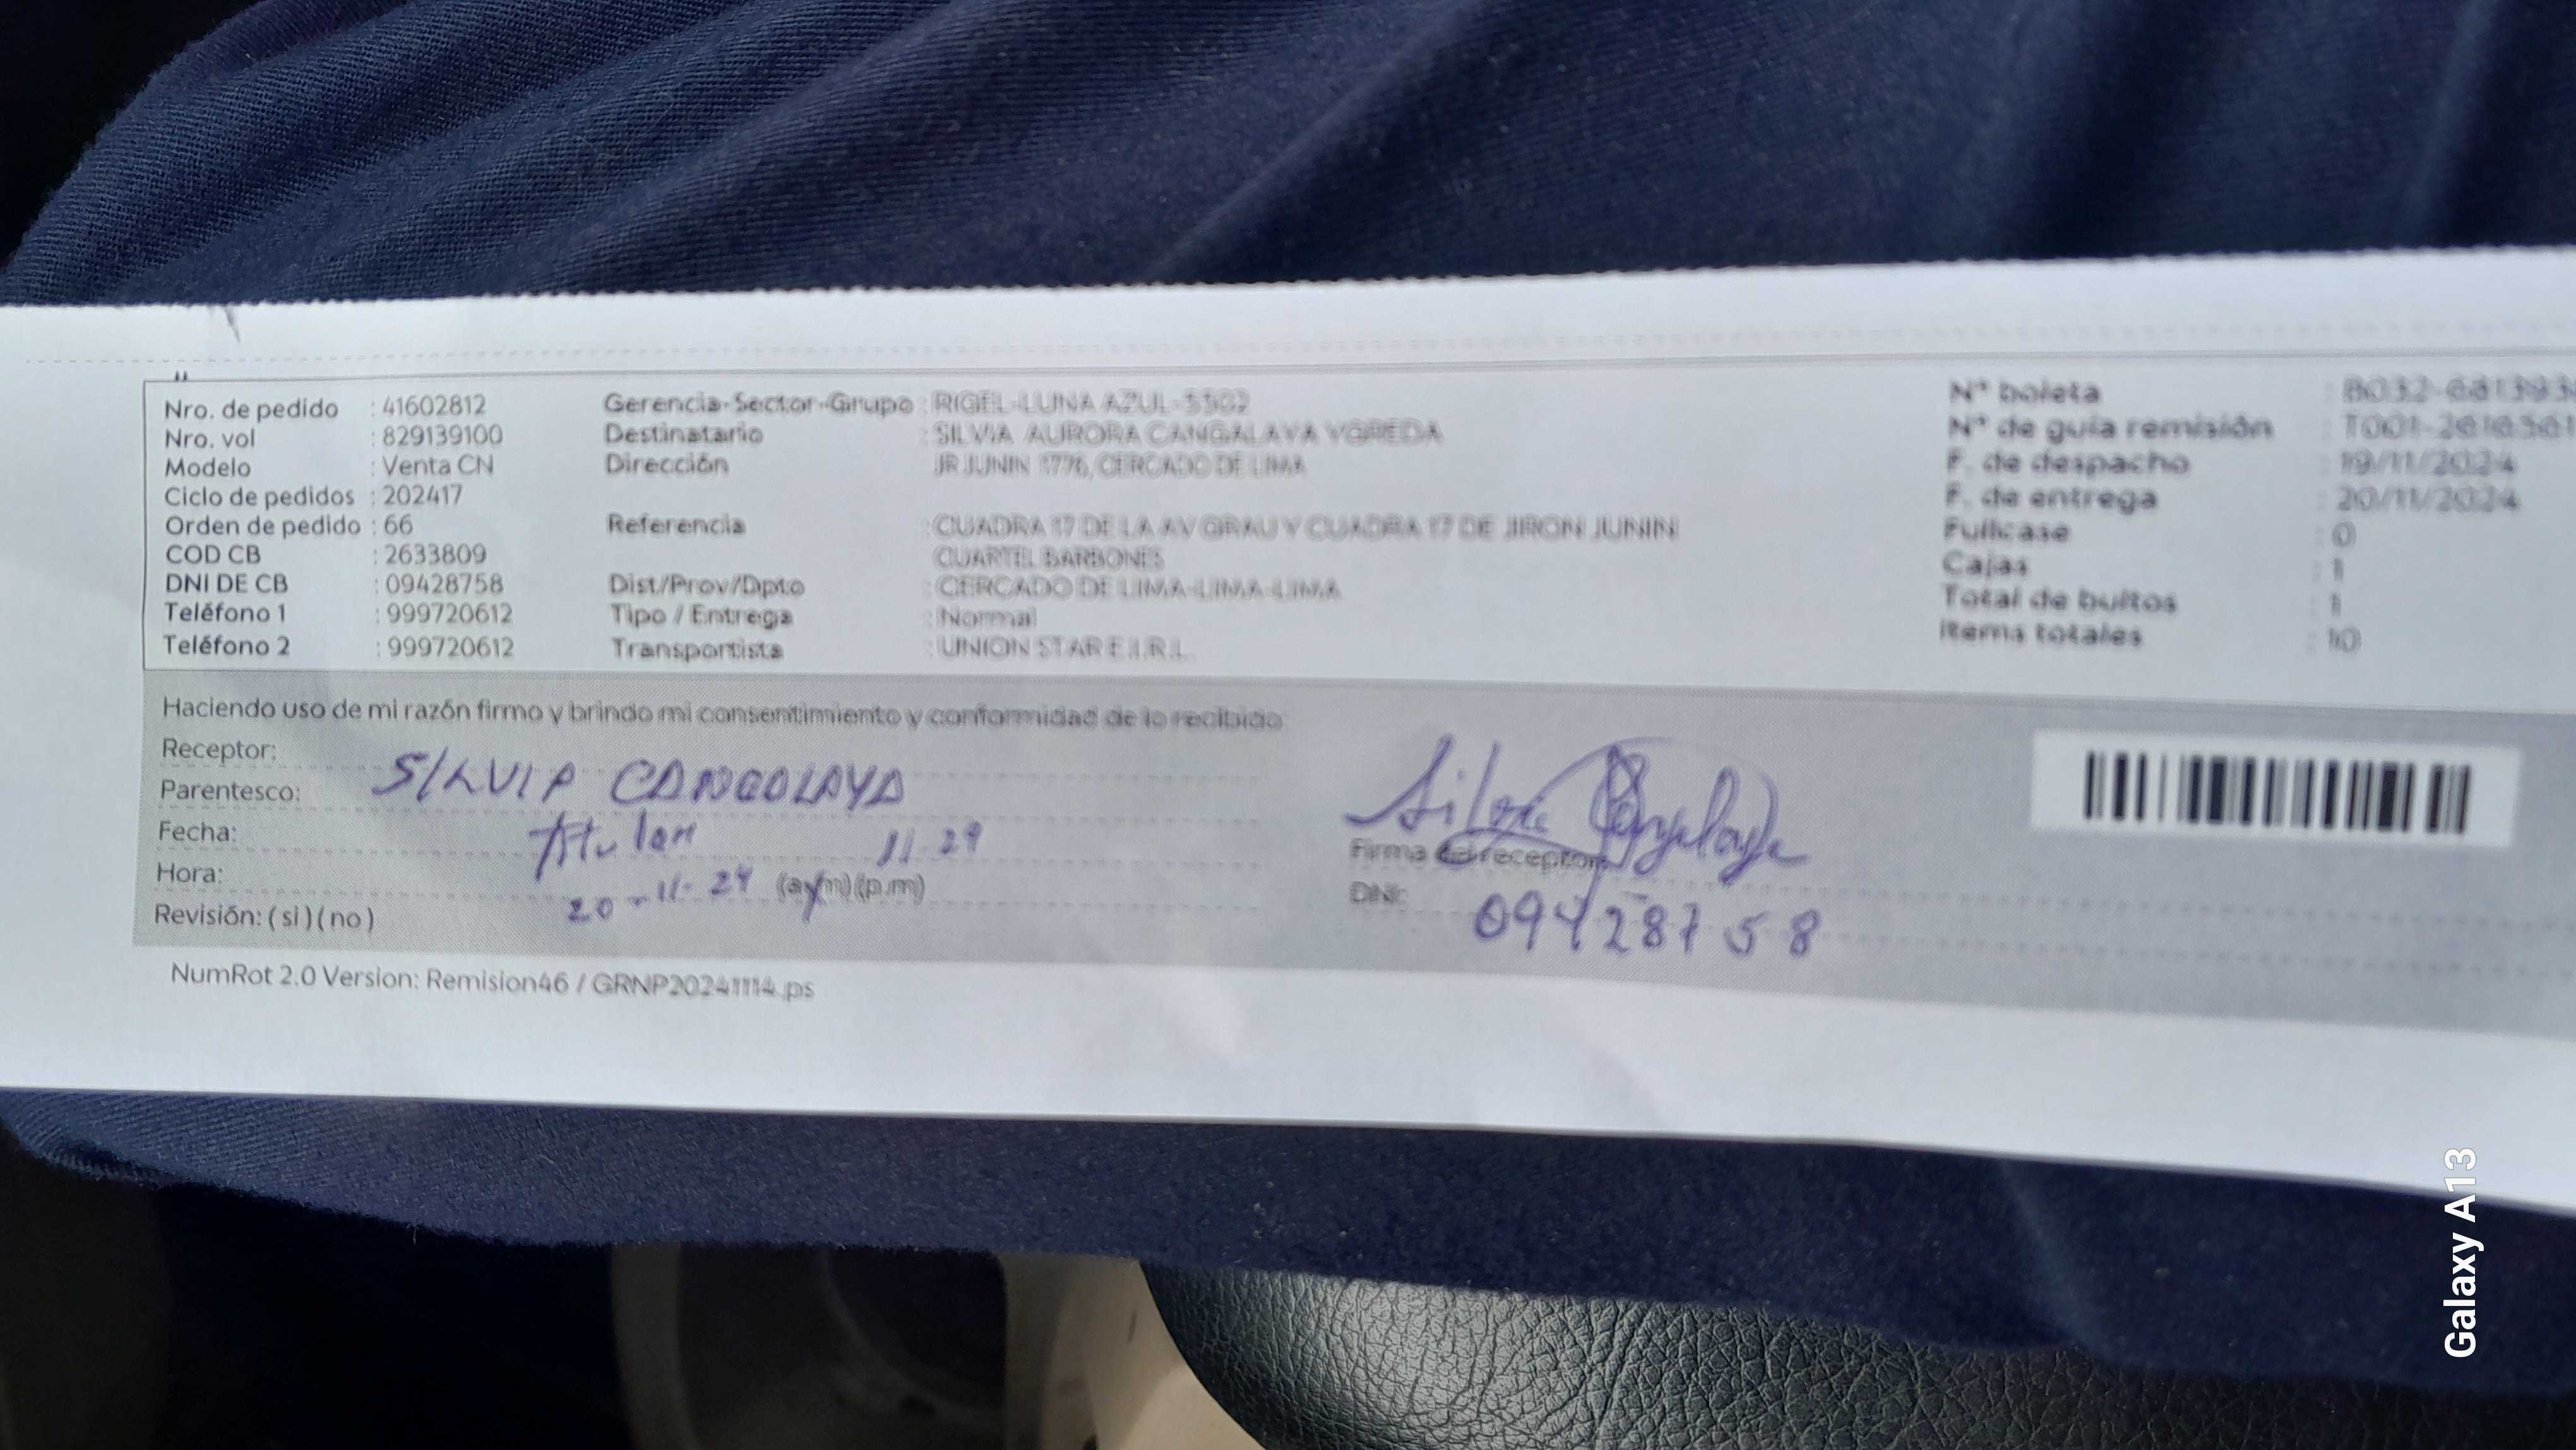 Nro. de pedido : 41602812
Nro. vol : 829139100
Modelo : Venta CN
Ciclo de pedidos : 202417
Orden de pedido : 66
COD CB : 2633809
DNI DE CB : 09428758
Teléfono 1 : 999720612
Teléfono 2 : 999720612
Gerencia-Sector-Grupo : RIGEL-LUNA AZUL-
Destinatario : SILVIA AURORA CANGALAYA
Dirección JR JUNIN 1776, CERCADO DE LIMA
Referencia : CUADRA 17 DE LA AV GRAU Y CUADRA 17 DE JIRON JUNIN
CUARTEL BARBONES
Dist/Prov/Dpto : CERCADO DE LIMA-LIMA-LIMA
Tipo / Entrega : Normal
Transportista : UNION STAR E.I.R.L.
N° boleta
N° de guía remisión
F. de despacho : 19/11/2024
F. de entrega : 20/11/2024
Fullcase : 0
Cajas : 1
Total de bultos : 1
Items totales : 10
Haciendo uso de mi razón firmo y brindo mi consentimiento y conformidad de lo recibido
Receptor:
SILVIA CANGALAYA
Parentesco:
Titular
Fecha:
11 29
Hora:
20-11-24 (a.m)(p.m)
Revisión: ( si ) ( no )
Silvia Cangalaya
Firma del receptor
DNI:
09428758
NumRot 2.0 Version: Remision46 / GRNP20241114.ps
Galaxy A13